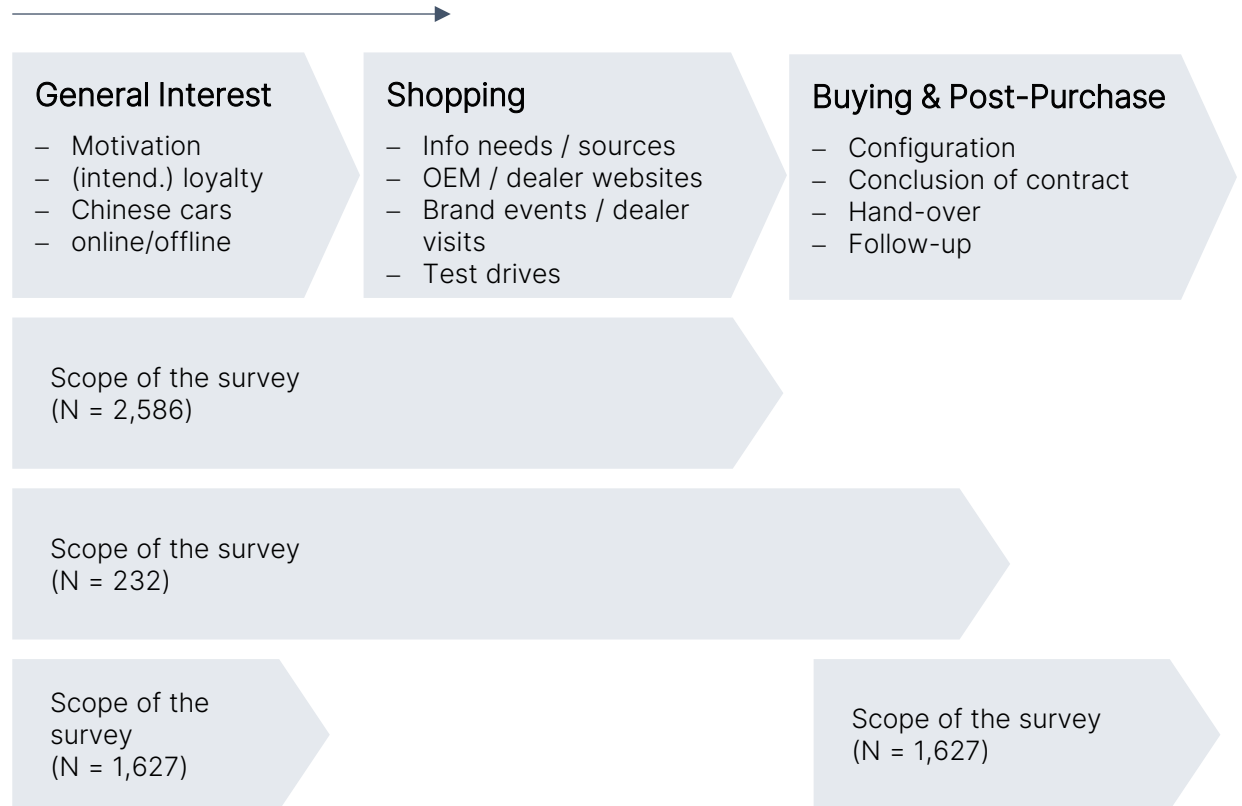 General Interest
– Motivation
– (intend.) loyalty
– Chinese cars
– online/offline
Shopping
– Info needs / sources
– OEM / dealer websites
– Brand events / dealer
visits
– Test drives
Buying & Post-Purchase
– Configuration
– Conclusion of contract
– Hand-over
– Follow-up
Scope of the survey
(N = 2,586)
Scope of the survey
(N = 232)
Scope of the
survey
(N = 1,627)
Scope of the survey
(N = 1,627)